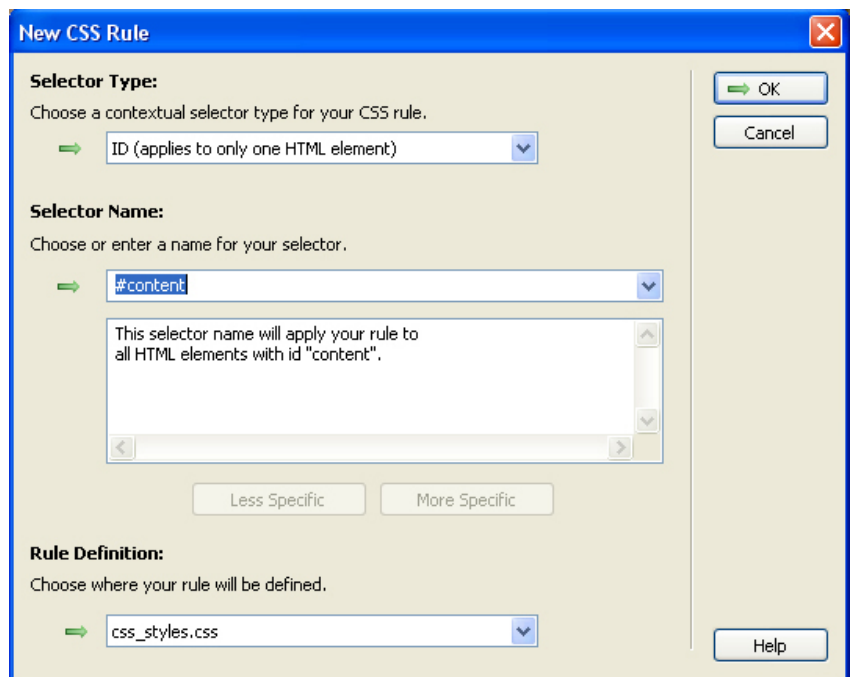 New CSS Rule
Selector Type:
Choose a contextual selector type for your CSS rule.
ID (applies to only one HTML element)
OK
Cancel
Selector Name:
Choose or enter a name for your selector.
#content
This selector name will apply your rule to
all HTML elements with id "content".
Less Specific
More Specific
Rule Definition:
Choose where your rule will be defined.
css_styles.css
Help